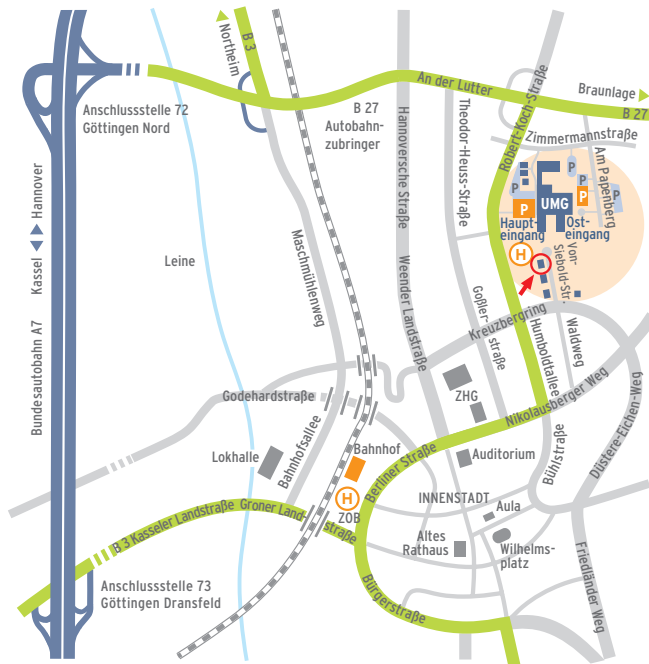 B 3
Northeim
An der Lutter
Braunlage
B 27
Anschlussstelle 72
Göttingen Nord
B 27
Autobahn-
zubringer
Hannoversche Straße
Theodor-Heuss-Straße
Robert-Koch-Straße
Zimmermannstraße
Am Papenberg
P
P
P
P
P
UMG
Haupt-
eingang
Ost-
eingang
H
Von-
Siebold-Str.
Kassel
Hannover
Bundesautobahn A7
Leine
Maschmühlenweg
Weender Landstraße
Goßler-
straße
Kreuzbergring
Humboldtallee
Waldweg
Godehardstraße
ZHG
Nikolausberger Weg
Düstere-Eichen-Weg
Lokhalle
Bahnhofsallee
Bahnhof
H
ZOB
Berliner Straße
Auditorium
Bühlstraße
INNENSTADT
Aula
B 3 Kasseler Landstraße
Groner Land-
straße
Altes
Rathaus
Wilhelms-
platz
Anschlussstelle 73
Göttingen Dransfeld
Bürgerstraße
Friedländer Weg